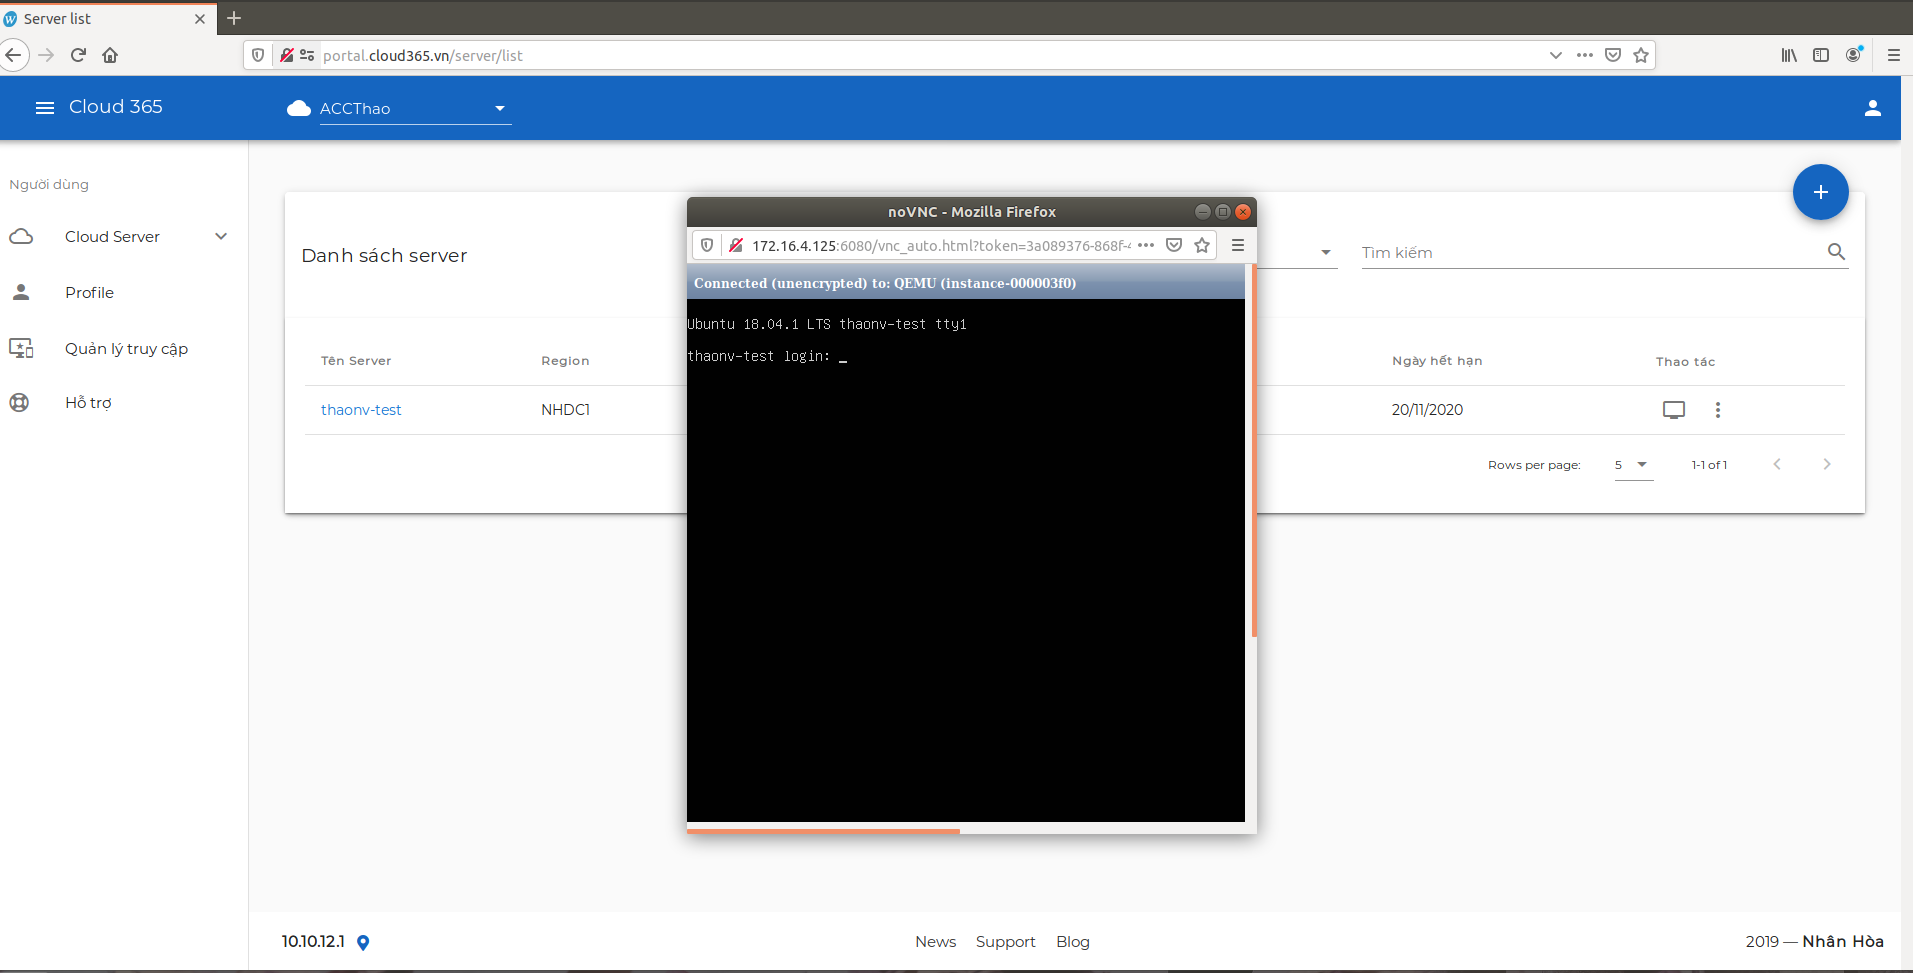 Server list
portal.cloud365.vn/server/list
Cloud 365
ACCThao
Người dùng
Cloud Server
Profile
Quản lý truy cập
Hỗ trợ
Danh sách server
Tìm kiếm
Tên Server
Region
Ngày hết hạn
Thao tác
thaonv-test
NHDC1
20/11/2020
Rows per page:
5
1-1 of 1
noVNC - Mozilla Firefox
172.16.4.125:6080/vnc_auto.html?token=3a089376-868f-
Connected (unencrypted) to: QEMU (instance-000003f0)
Ubuntu 18.04.1 LTS thaonv-test tty1
thaonv-test login: _
10.10.12.1
News
Support
Blog
2019 — Nhân Hòa